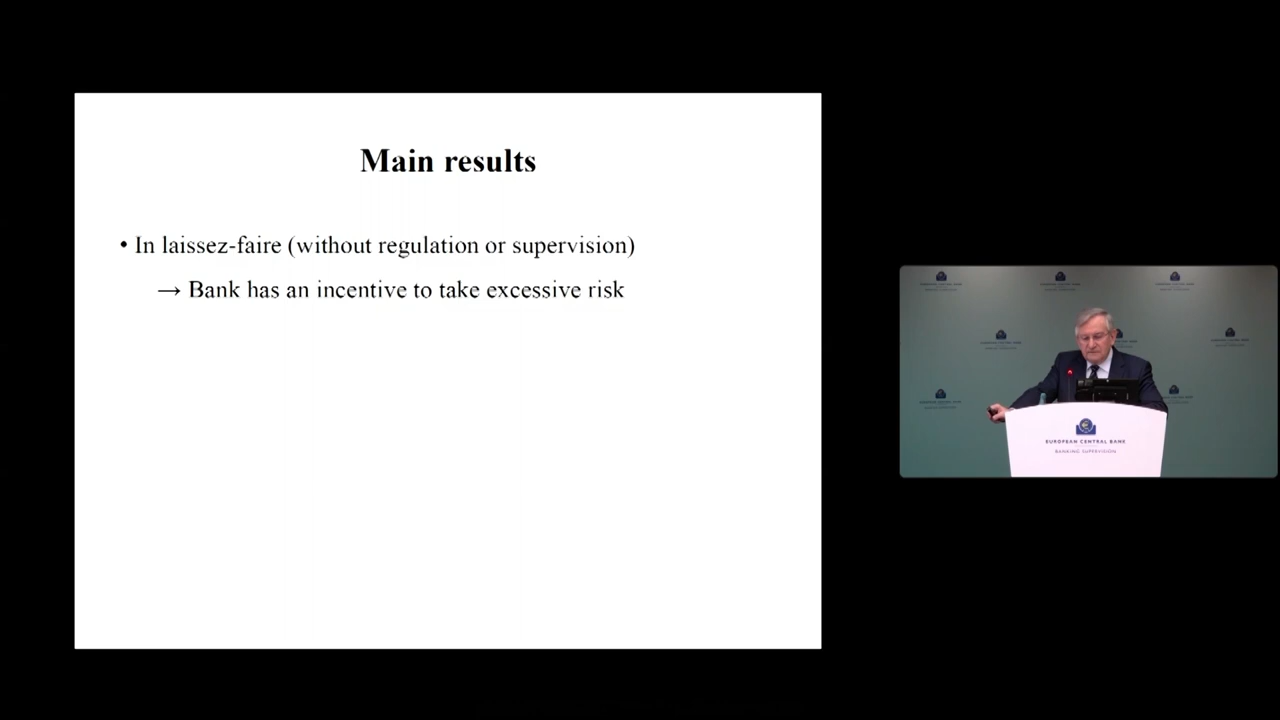 Main results
• In laissez-faire (without regulation or supervision)
→ Bank has an incentive to take excessive risk
EUROPEAN CENTRAL BANK
BANKING SUPERVISION